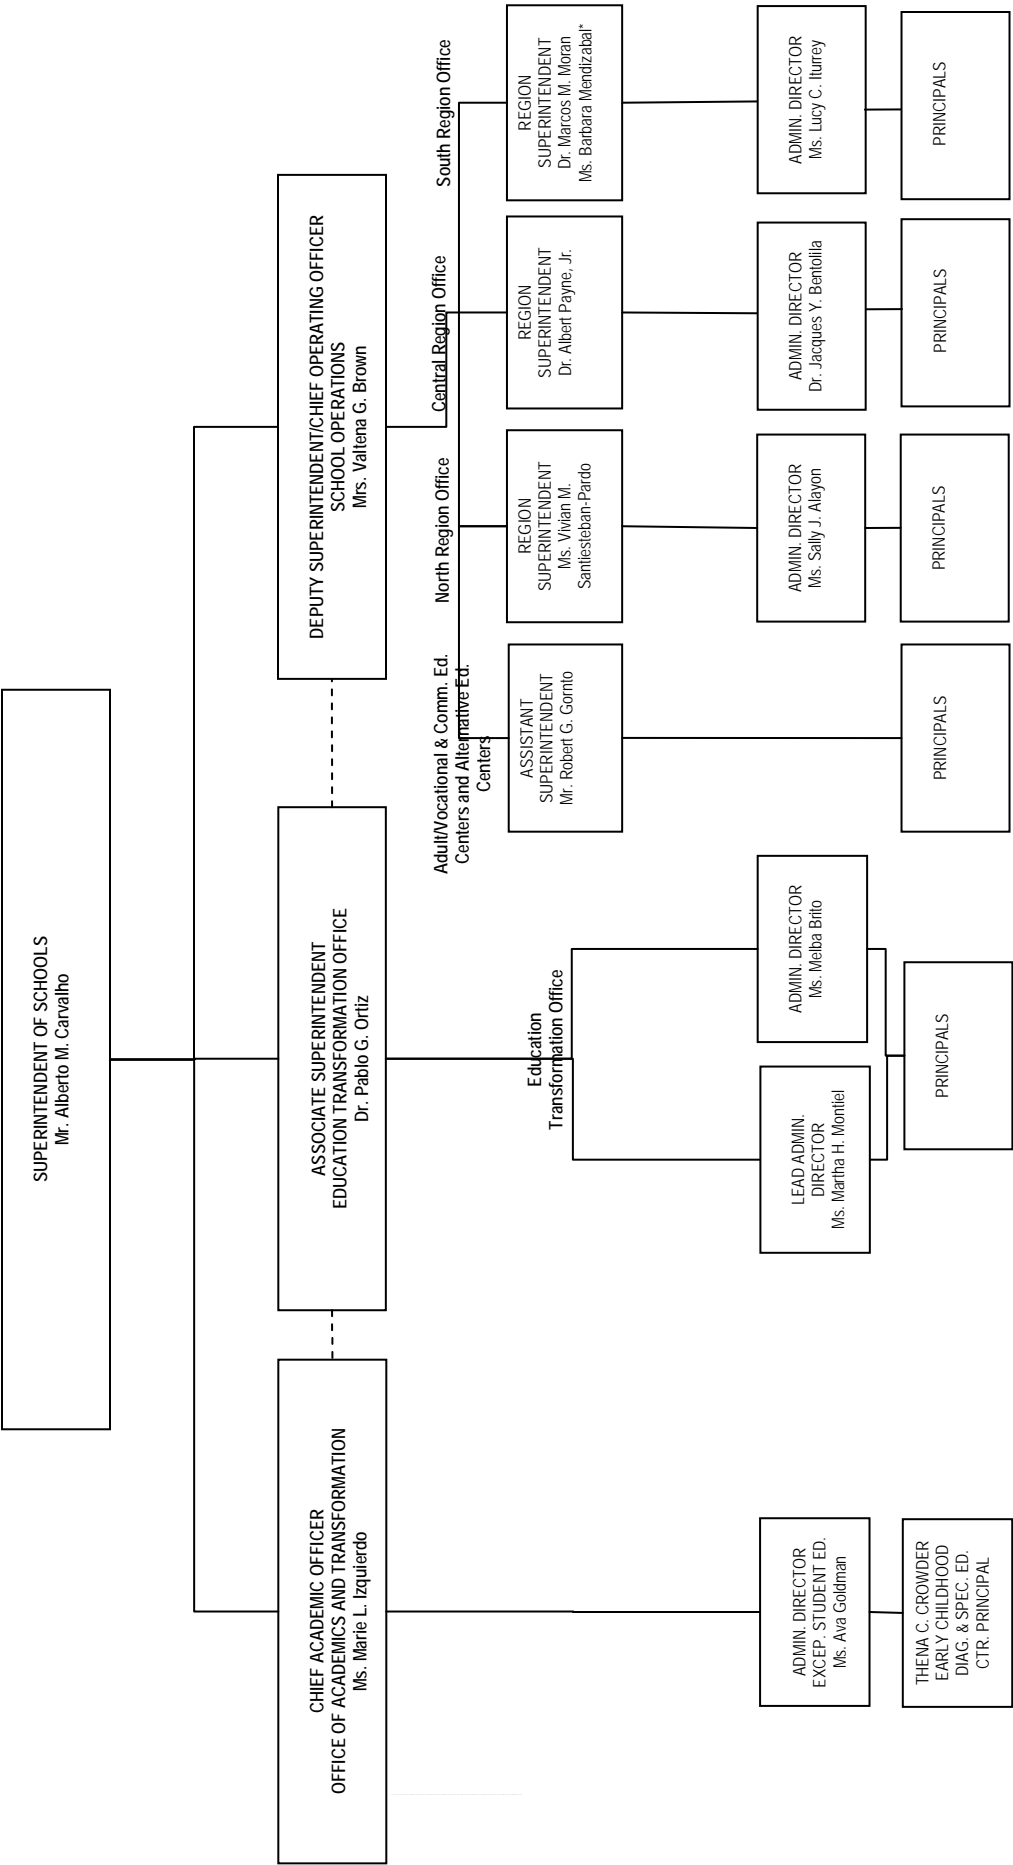 SUPERINTENDENT OF SCHOOLS
Mr. Alberto M. Carvalho
CHIEF ACADEMIC OFFICER
OFFICE OF ACADEMICS AND TRANSFORMATION
Ms. Marie L. Izquierdo
ASSOCIATE SUPERINTENDENT
EDUCATION TRANSFORMATION OFFICE
Dr. Pablo G. Ortiz
DEPUTY SUPERINTENDENT/CHIEF OPERATING OFFICER
SCHOOL OPERATIONS
Mrs. Valtena G. Brown
Education
Transformation Office
Adult/Vocational & Comm. Ed.
Centers and Alternative Ed.
Centers
North Region Office
Central Region Office
South Region Office
ASSISTANT
SUPERINTENDENT
Mr. Robert G. Gornto
REGION
SUPERINTENDENT
Ms. Vivian M.
Santiesteban-Pardo
REGION
SUPERINTENDENT
Dr. Albert Payne, Jr.
REGION
SUPERINTENDENT
Dr. Marcos M. Moran
Ms. Barbara Mendizabal*
ADMIN. DIRECTOR
EXCEP. STUDENT ED.
Ms. Ava Goldman
LEAD ADMIN.
DIRECTOR
Ms. Martha H. Montiel
ADMIN. DIRECTOR
Ms. Melba Brito
ADMIN. DIRECTOR
Ms. Sally J. Alayon
ADMIN. DIRECTOR
Dr. Jacques Y. Bentolila
ADMIN. DIRECTOR
Ms. Lucy C. Iturrey
THENA C. CROWDER
EARLY CHILDHOOD
DIAG. & SPEC. ED.
CTR. PRINCIPAL
PRINCIPALS
PRINCIPALS
PRINCIPALS
PRINCIPALS
PRINCIPALS